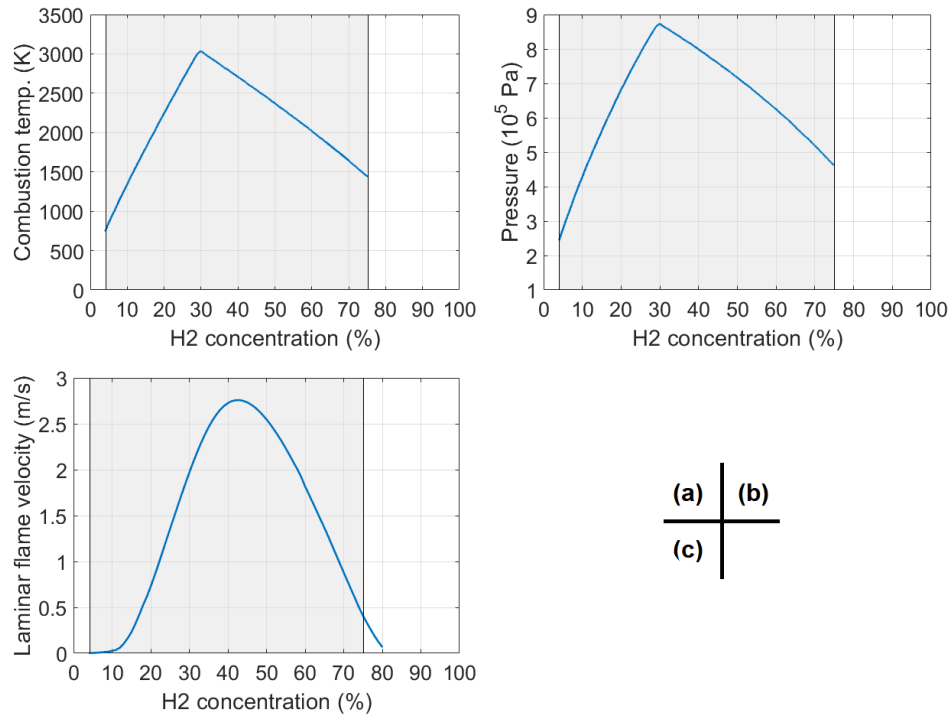 Combustion temp. (K)
3500
3000
2500
2000
1500
1000
500
0
0 10 20 30 40 50 60 70 80 90 100
H2 concentration (%)
Pressure (10^5 Pa)
9
8
7
6
5
4
3
2
1
0 10 20 30 40 50 60 70 80 90 100
H2 concentration (%)
Laminar flame velocity (m/s)
3
2.5
2
1.5
1
0.5
0
0 10 20 30 40 50 60 70 80 90 100
H2 concentration (%)
(a) (b)
(c)